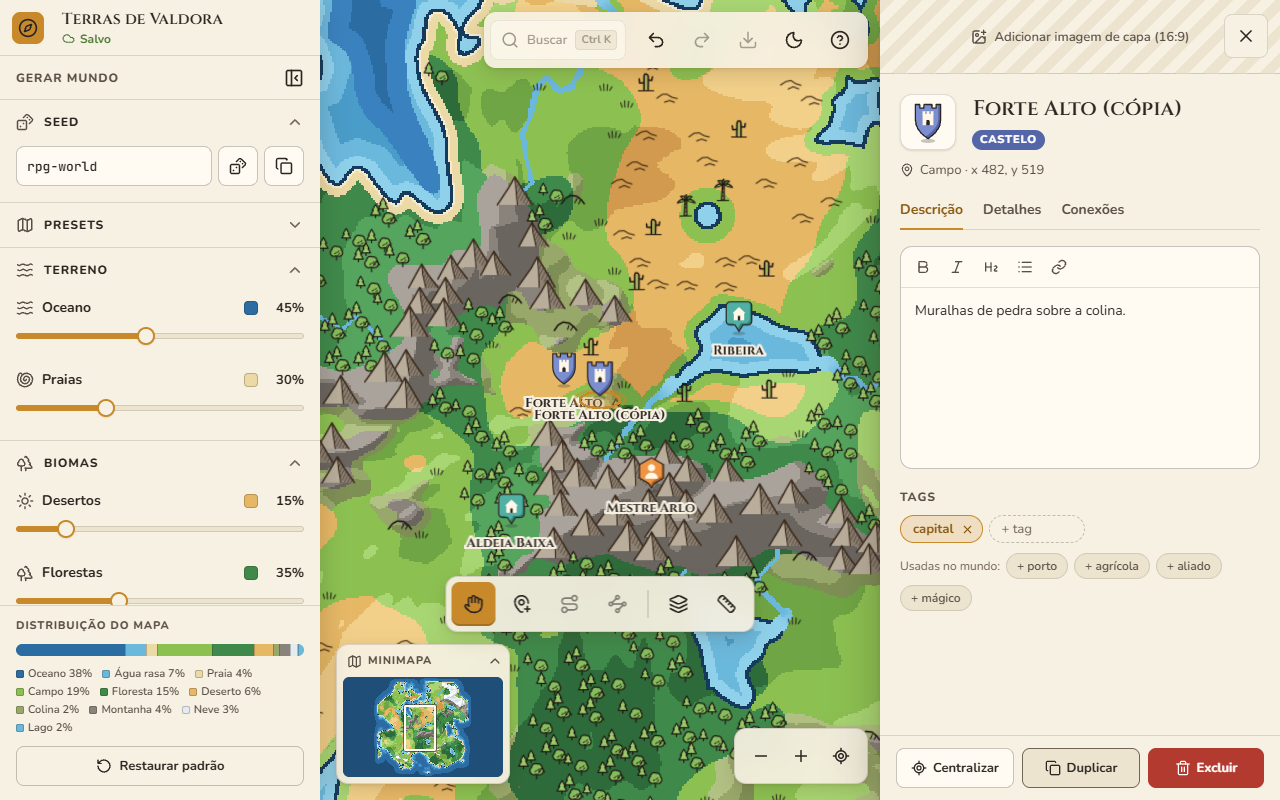 TERRAS DE VALDORA
Salvo
GERAR MUNDO
SEED
rpg-world
PRESETS
TERRENO
Oceano 45%
Praias 30%
BIOMAS
Desertos 15%
Florestas 35%
DISTRIBUIÇÃO DO MAPA
Oceano 38% Água rasa 7% Praia 4%
Campo 19% Floresta 15% Deserto 6%
Colina 2% Montanha 4% Neve 3%
Lago 2%
Restaurar padrão
Buscar Ctrl K
RIBEIRA
FORTE ALTO
FORTE ALTO (CÓPIA)
MESTRE ARLO
ALDEIA BAIXA
MINIMAPA
Adicionar imagem de capa (16:9)
FORTE ALTO (CÓPIA)
CASTELO
Campo · x 482, y 519
Descrição Detalhes Conexões
B I H2
Muralhas de pedra sobre a colina.
TAGS
capital × + tag
Usadas no mundo: + porto + agrícola + aliado
+ mágico
Centralizar Duplicar Excluir